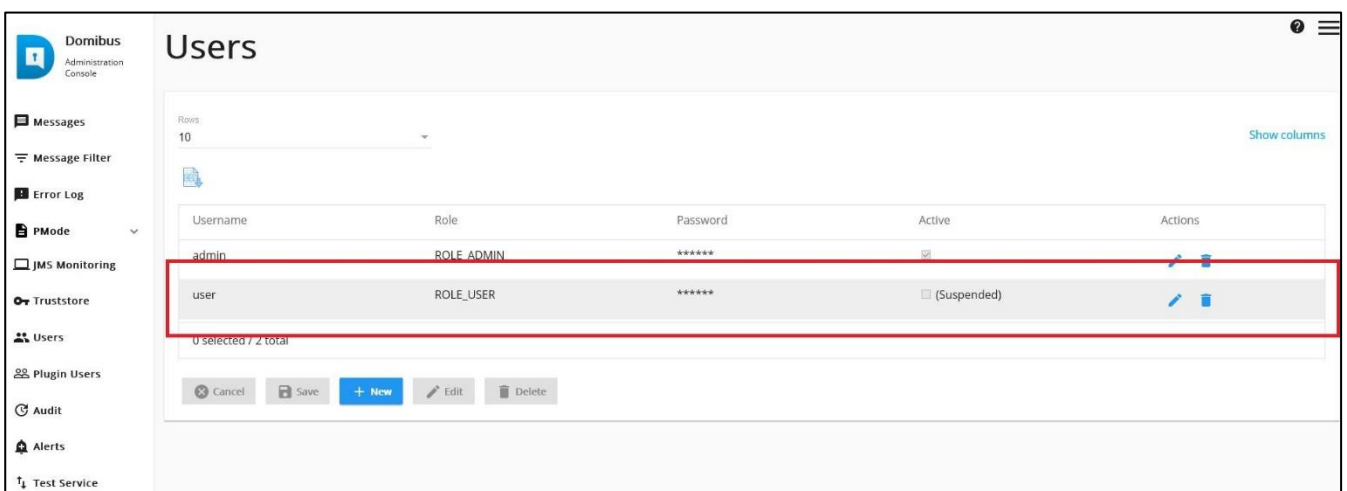 Domibus
Administration
Console
Users
Messages
Message Filter
Error Log
PMode
JMS Monitoring
Truststore
Users
Plugin Users
Audit
Alerts
Test Service
Rows
10
Show columns
Username Role Password Active Actions
admin ROLE_ADMIN ******
user ROLE_USER ****** (Suspended)
0 selected / 2 total
Cancel Save + New Edit Delete